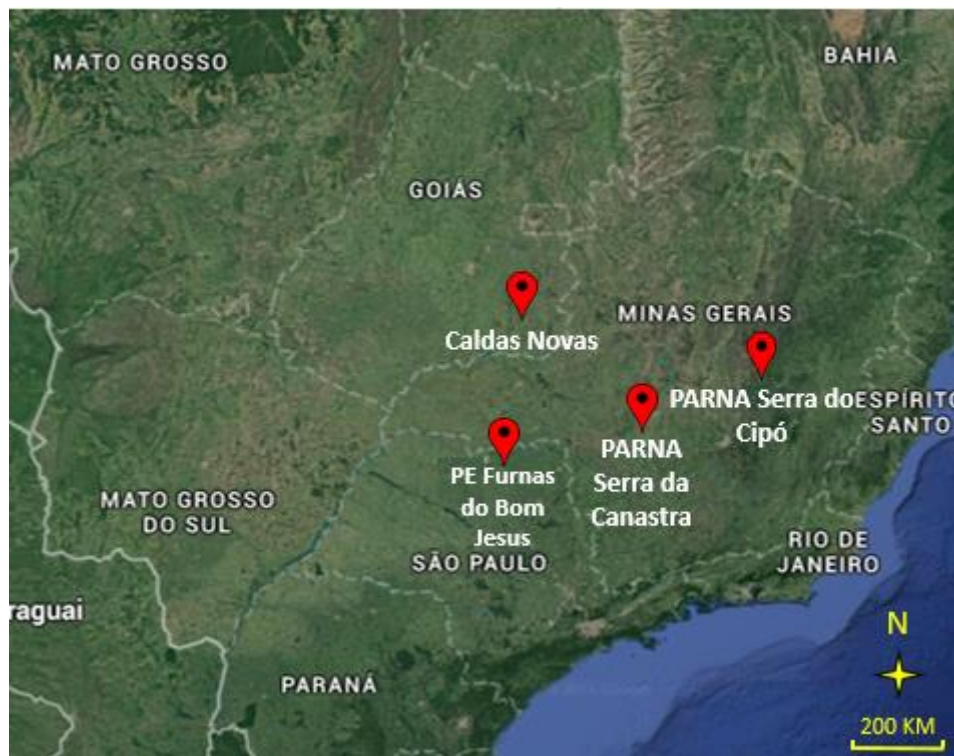 MATO GROSSO
BAHIA
GOIÁS
MINAS GERAIS
Caldas Novas
PARNA Serra do
Cipó
ESPÍRITO
SANTO
PARNA
Serra da
Canastra
PE Furnas
do Bom
Jesus
MATO GROSSO
DO SUL
SÃO PAULO
RIO DE
JANEIRO
raguai
PARANÁ
N
200 KM